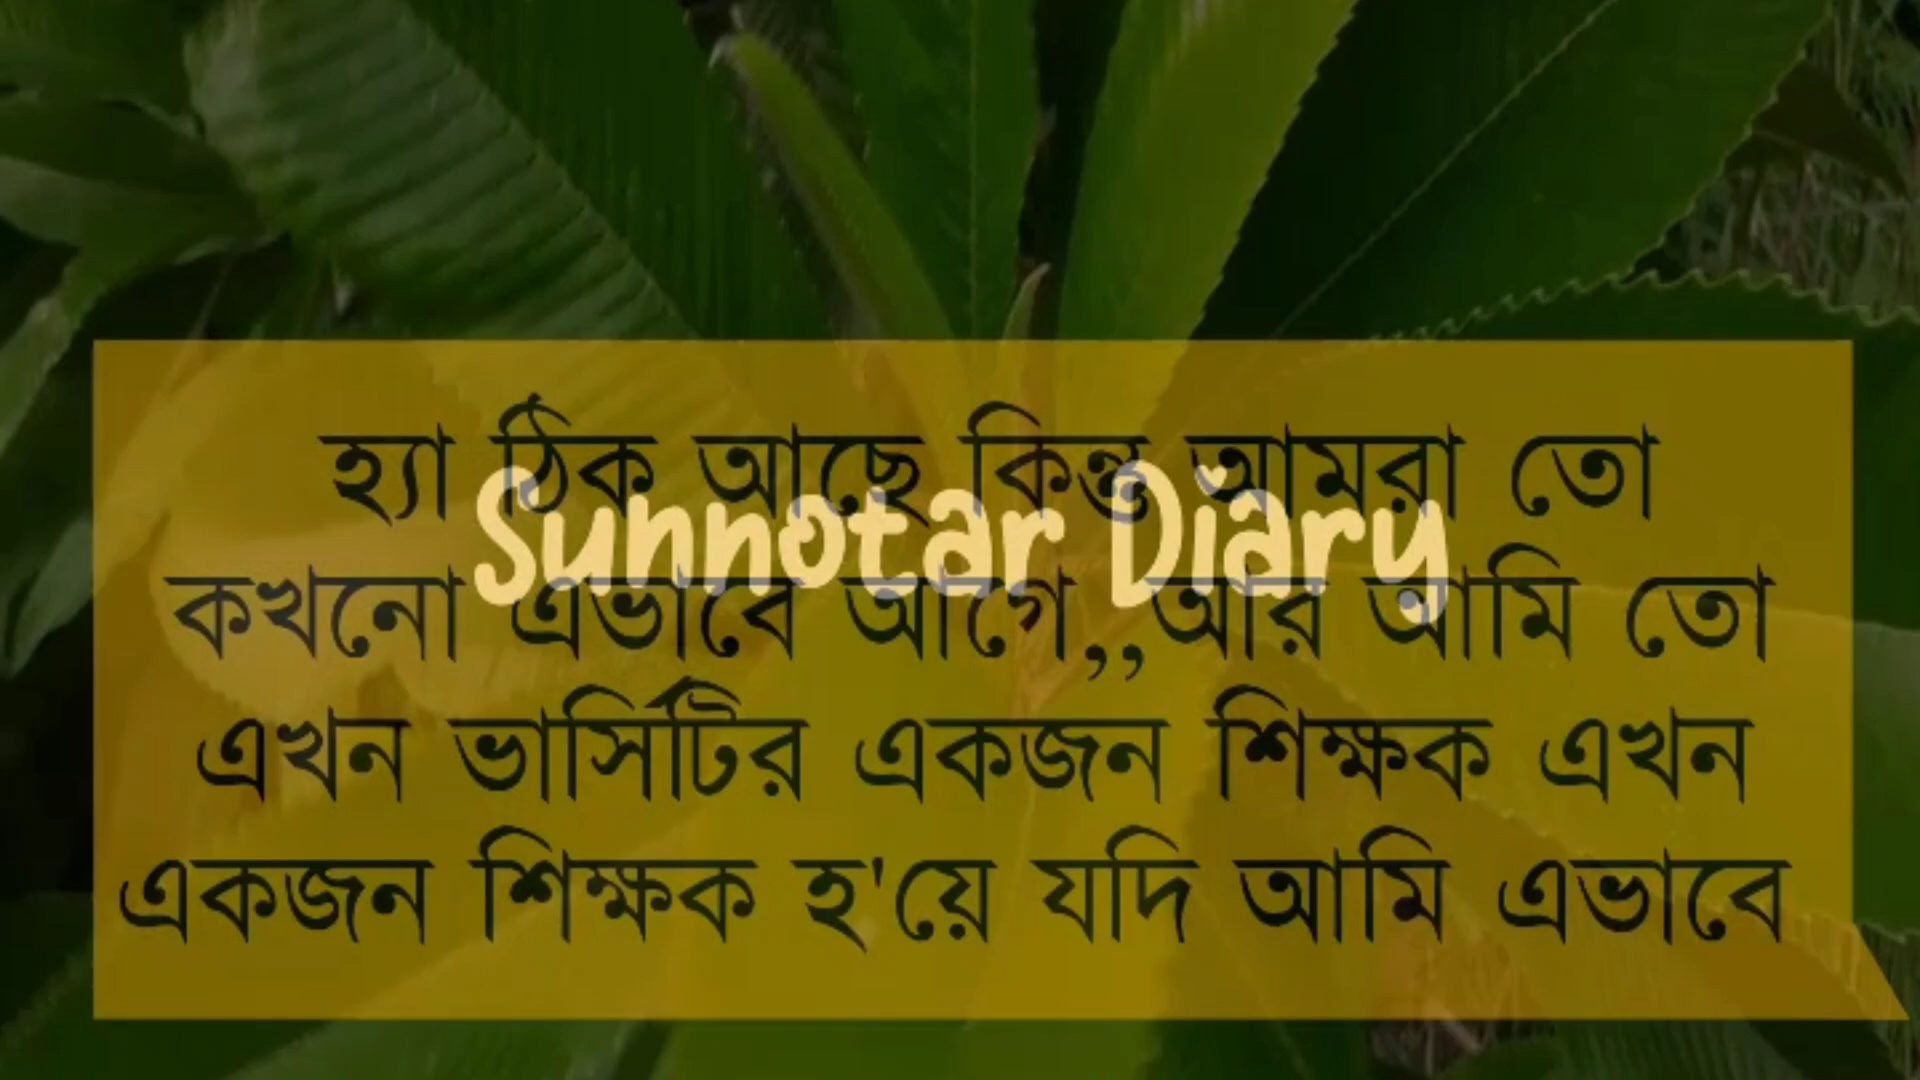 হ্যা ঠিক আছে কিন্তু আমরা তো
Sunnotar Diary
কখনো এভাবে আগে,,আর আমি তো
এখন ভার্সিটির একজন শিক্ষক এখন
একজন শিক্ষক হ'য়ে যদি আমি এভাবে